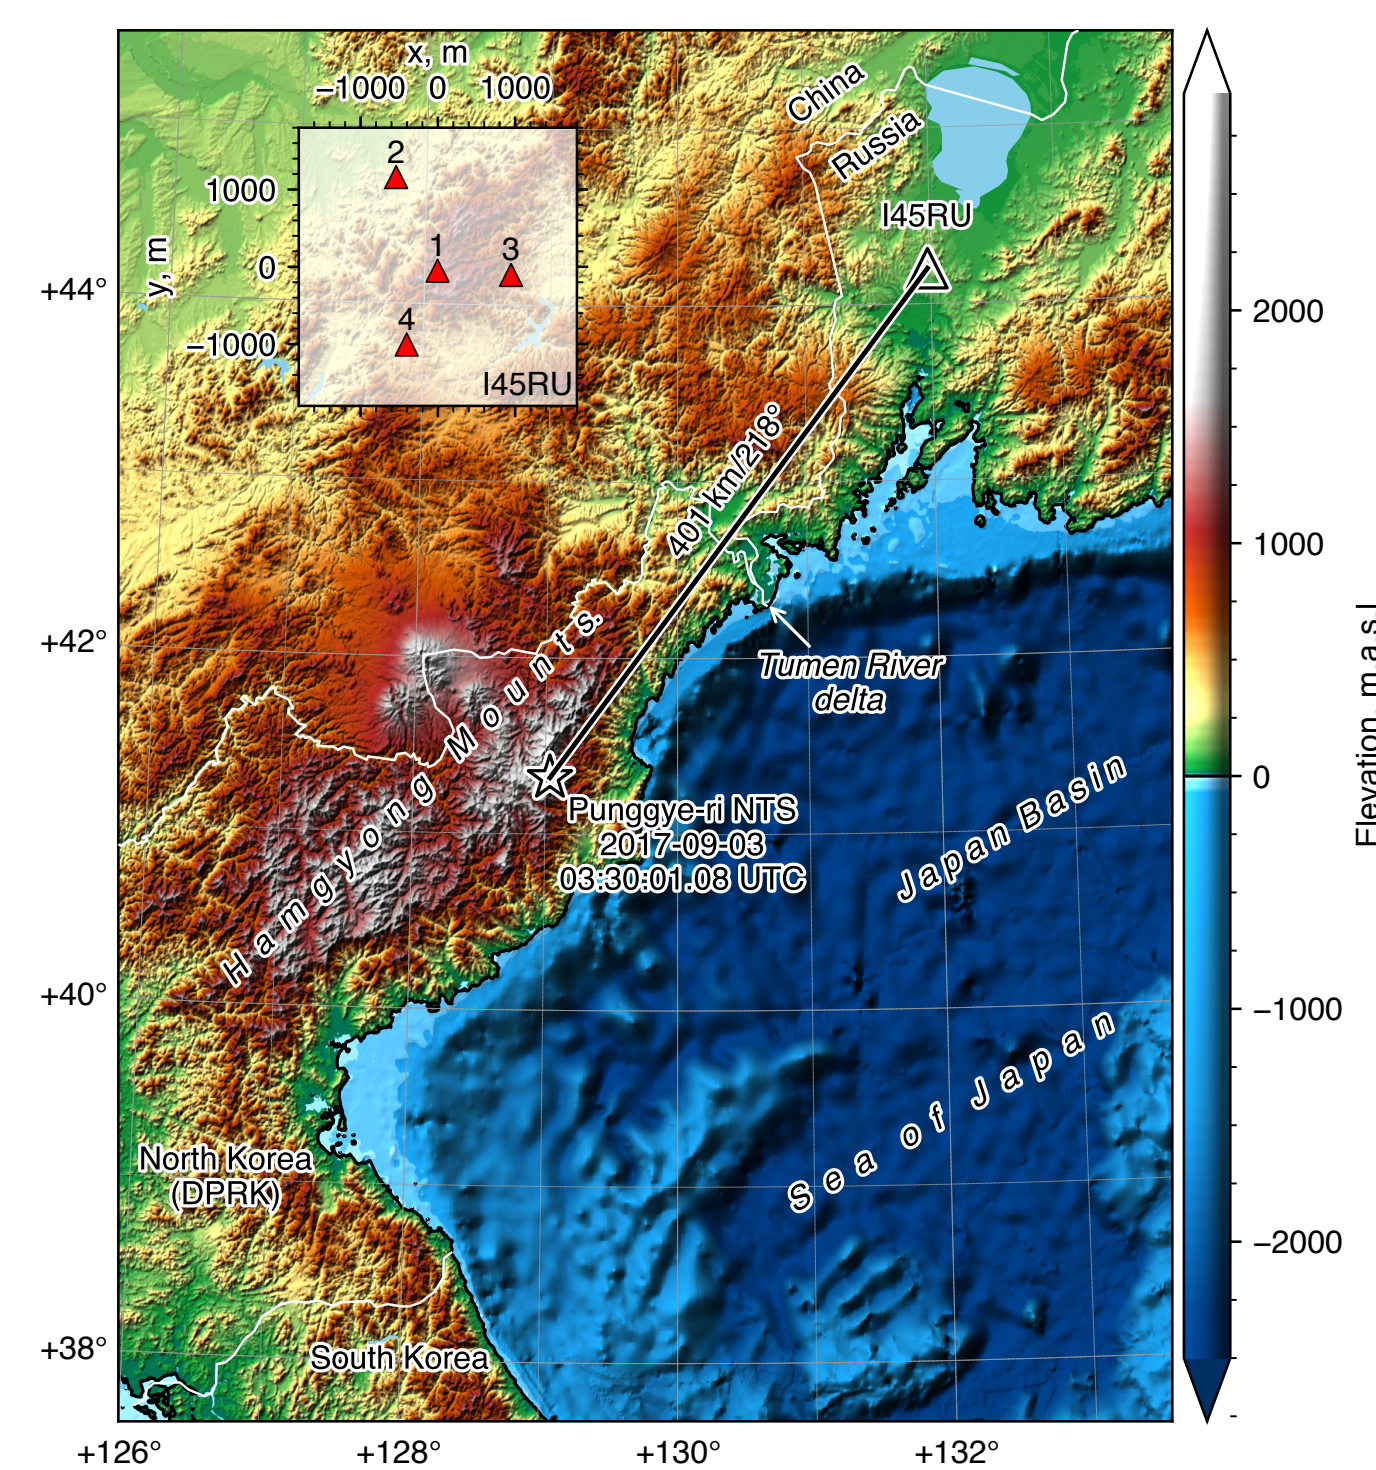 x, m
−1000 0 1000
China
Russia
2
1000
I45RU
y, m
1 3
0
+44°
4
−1000
I45RU
2000
401 km/218°
1000
+42°
Tumen River
delta
Hamgyong Mounts.
0
Elevation, m.a.s.l
Punggye-ri NTS
2017-09-03
03:30:01.08 UTC
Japan Basin
+40°
−1000
Sea of Japan
North Korea
(DPRK)
−2000
+38°
South Korea
+126° +128° +130° +132°